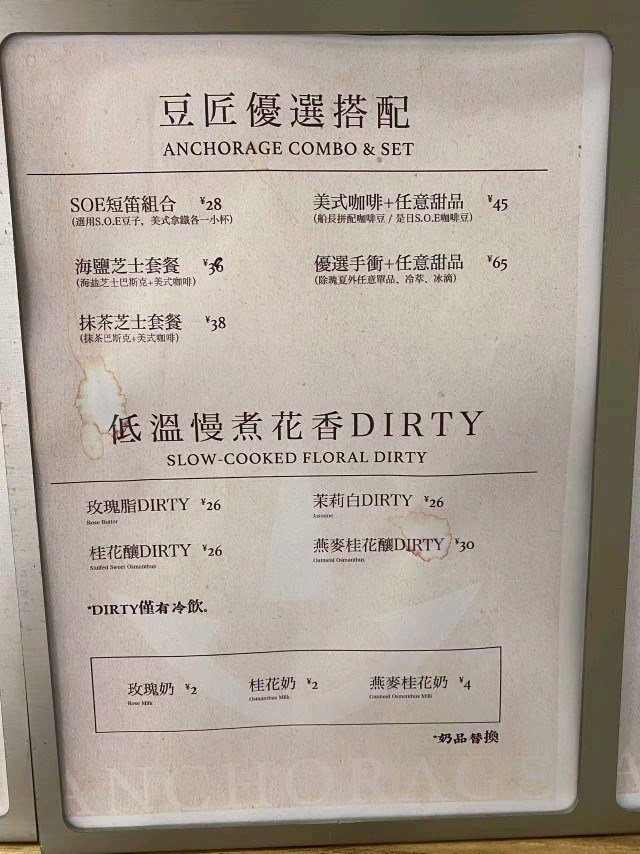 豆匠優選搭配
ANCHORAGE COMBO & SET
SOE短笛組合 ¥28
(選用S.O.E豆子，美式拿鐵各一小杯)
美式咖啡+任意甜品 ¥45
(船長拼配咖啡豆 / 是日S.O.E咖啡豆)
海鹽芝士套餐 ¥36
(海盐芝士巴斯克+美式咖啡)
優選手衝+任意甜品 ¥65
(除瑰夏外任意單品、冷萃、冰滴)
抹茶芝士套餐 ¥38
(抹茶巴斯克+美式咖啡)
低溫慢煮花香DIRTY
SLOW-COOKED FLORAL DIRTY
玫瑰脂DIRTY ¥26
Rose Butter
茉莉白DIRTY ¥26
Jasmine
桂花釀DIRTY ¥26
Stuffed Sweet Osmanthus
燕麥桂花釀DIRTY ¥30
Oatmeal Osmanthus
*DIRTY僅有冷飲。
玫瑰奶 ¥2
Rose Milk
桂花奶 ¥2
Osmanthus Milk
燕麥桂花奶 ¥4
Oatmeal Osmanthus Milk
*奶品替換
ANCHORAGE